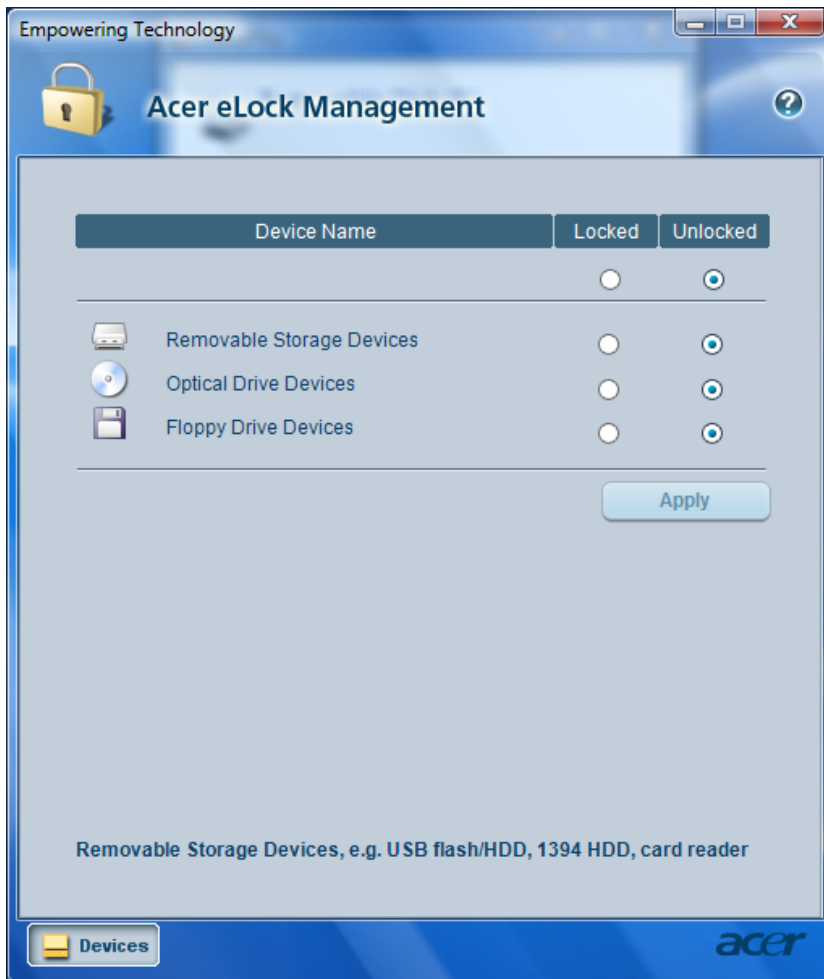 Empowering Technology
Acer eLock Management
?
Device Name Locked Unlocked
Removable Storage Devices
Optical Drive Devices
Floppy Drive Devices
Apply
Removable Storage Devices, e.g. USB flash/HDD, 1394 HDD, card reader
Devices
acer